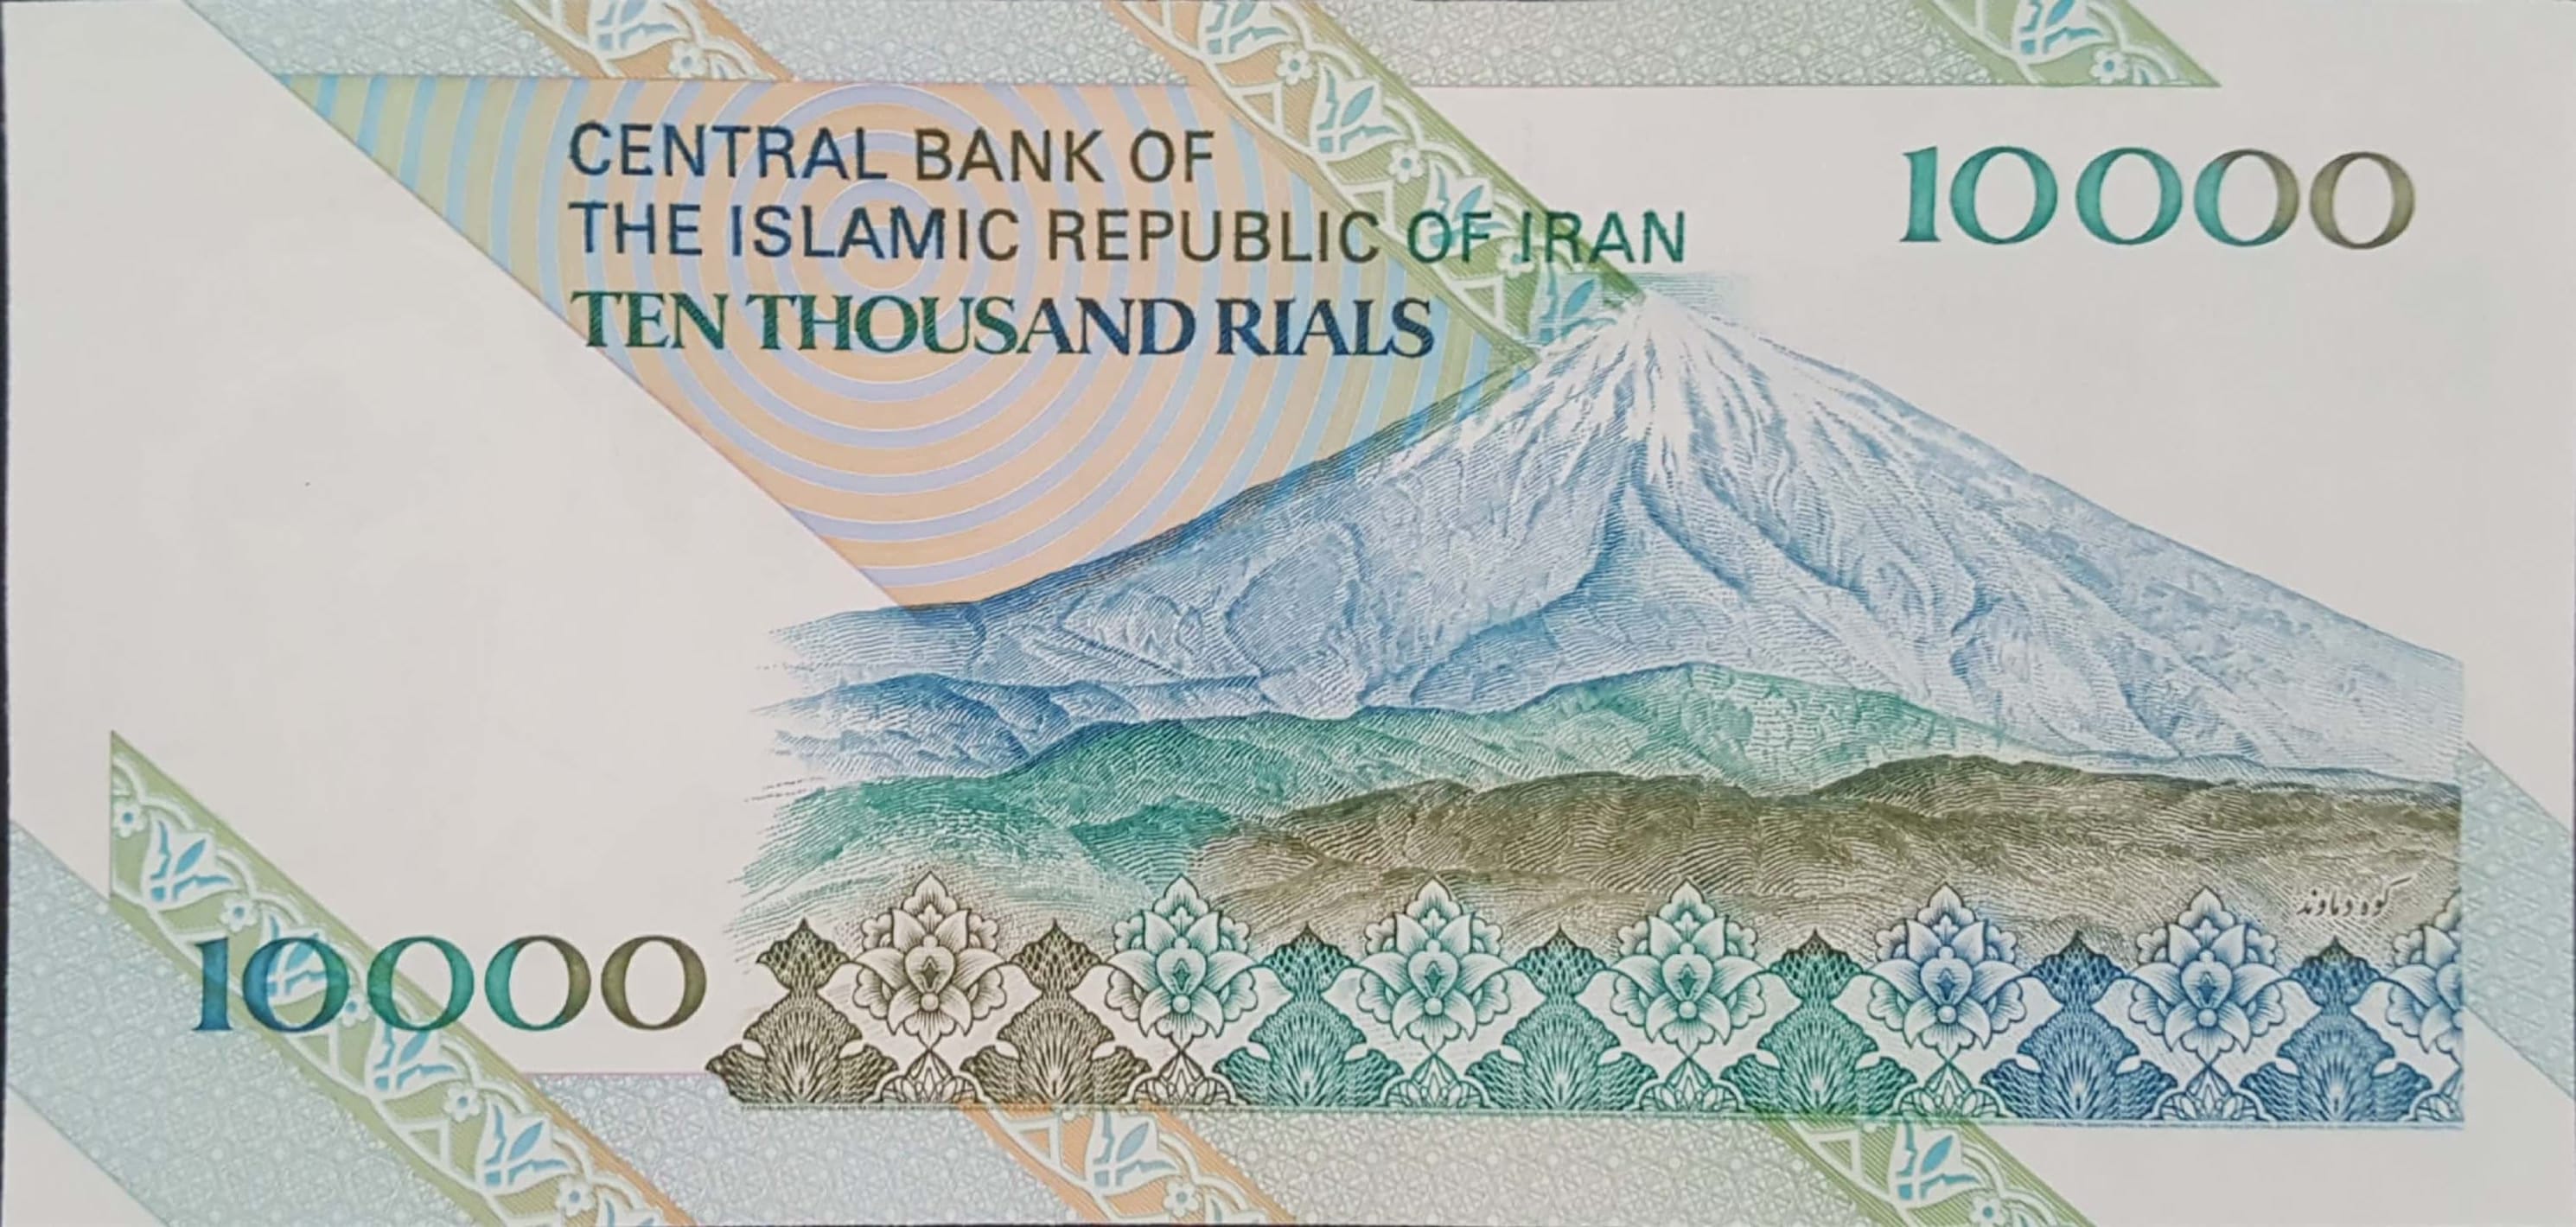 CENTRAL BANK OF
THE ISLAMIC REPUBLIC OF IRAN
TEN THOUSAND RIALS
10000
کوه دماوند
10000